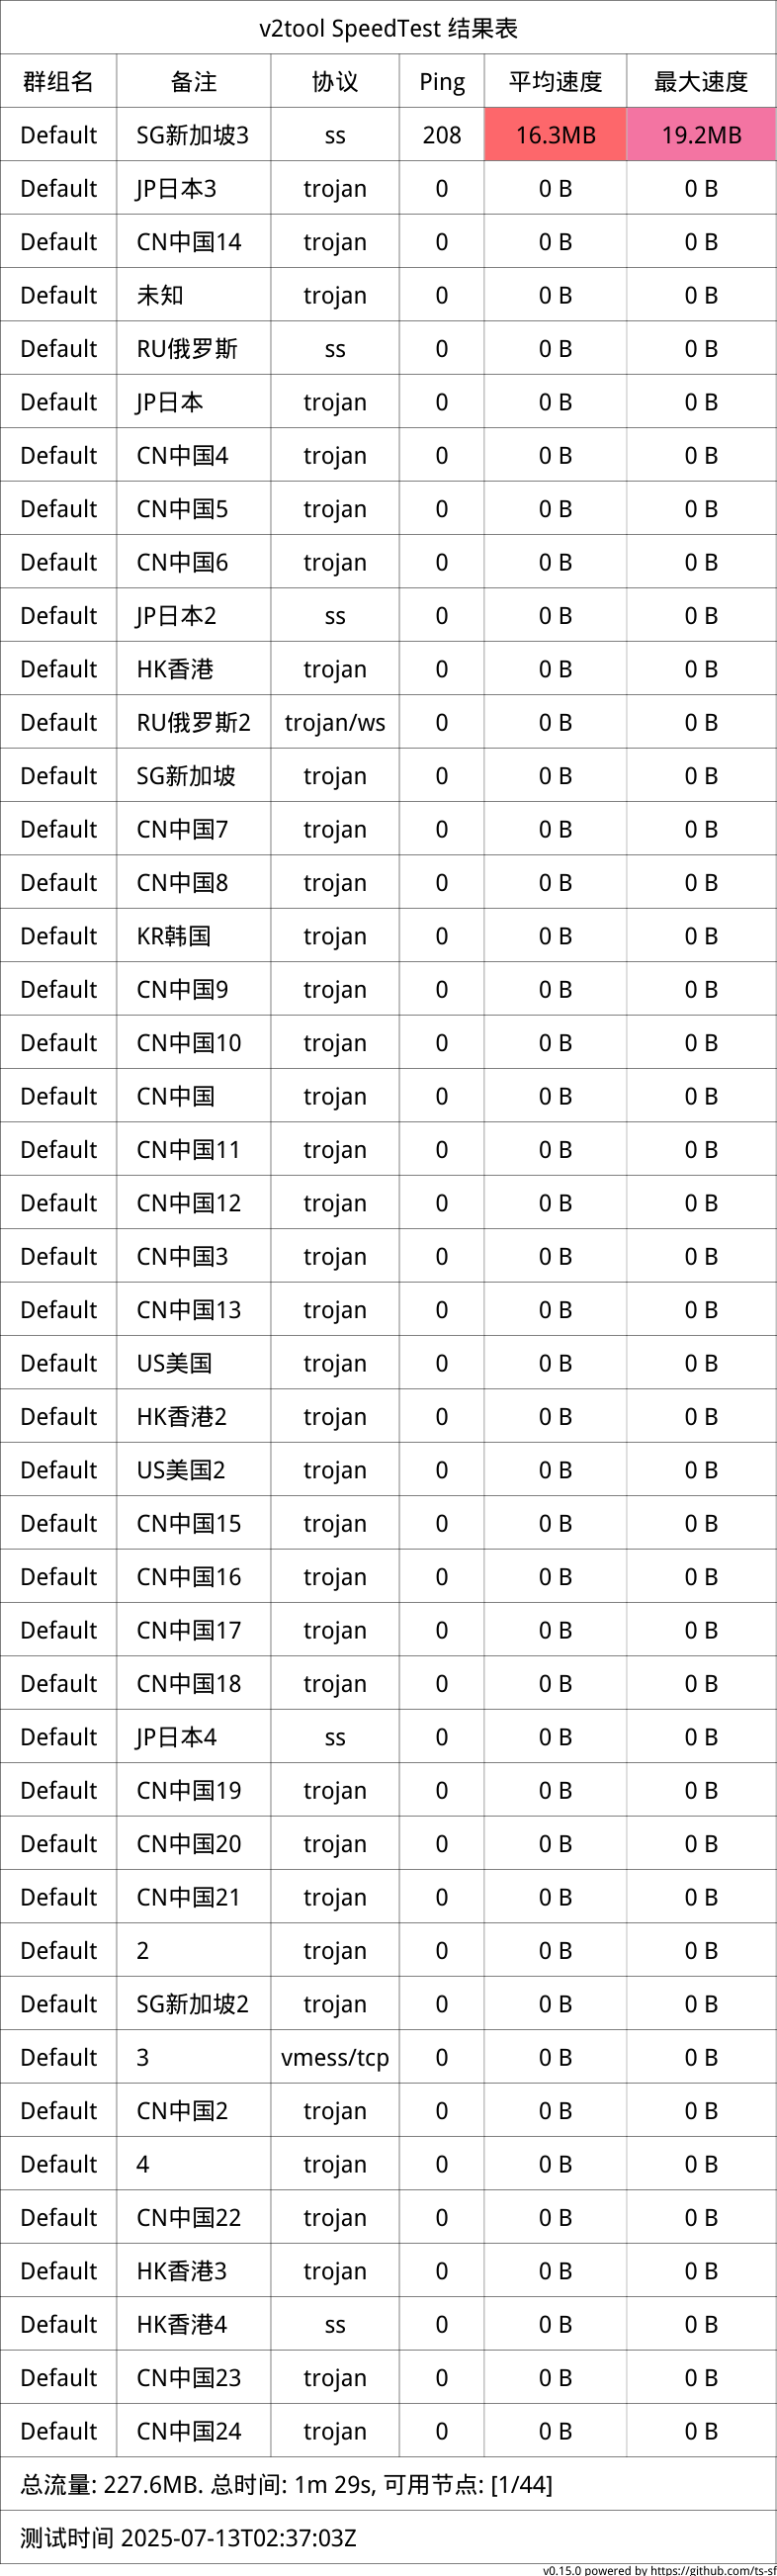 v2tool SpeedTest 结果表
群组名 备注 协议 Ping 平均速度 最大速度
Default SG新加坡3 ss 208 16.3MB 19.2MB
Default JP日本3 trojan 0 0 B 0 B
Default CN中国14 trojan 0 0 B 0 B
Default 未知 trojan 0 0 B 0 B
Default RU俄罗斯 ss 0 0 B 0 B
Default JP日本 trojan 0 0 B 0 B
Default CN中国4 trojan 0 0 B 0 B
Default CN中国5 trojan 0 0 B 0 B
Default CN中国6 trojan 0 0 B 0 B
Default JP日本2 ss 0 0 B 0 B
Default HK香港 trojan 0 0 B 0 B
Default RU俄罗斯2 trojan/ws 0 0 B 0 B
Default SG新加坡 trojan 0 0 B 0 B
Default CN中国7 trojan 0 0 B 0 B
Default CN中国8 trojan 0 0 B 0 B
Default KR韩国 trojan 0 0 B 0 B
Default CN中国9 trojan 0 0 B 0 B
Default CN中国10 trojan 0 0 B 0 B
Default CN中国 trojan 0 0 B 0 B
Default CN中国11 trojan 0 0 B 0 B
Default CN中国12 trojan 0 0 B 0 B
Default CN中国3 trojan 0 0 B 0 B
Default CN中国13 trojan 0 0 B 0 B
Default US美国 trojan 0 0 B 0 B
Default HK香港2 trojan 0 0 B 0 B
Default US美国2 trojan 0 0 B 0 B
Default CN中国15 trojan 0 0 B 0 B
Default CN中国16 trojan 0 0 B 0 B
Default CN中国17 trojan 0 0 B 0 B
Default CN中国18 trojan 0 0 B 0 B
Default JP日本4 ss 0 0 B 0 B
Default CN中国19 trojan 0 0 B 0 B
Default CN中国20 trojan 0 0 B 0 B
Default CN中国21 trojan 0 0 B 0 B
Default 2 trojan 0 0 B 0 B
Default SG新加坡2 trojan 0 0 B 0 B
Default 3 vmess/tcp 0 0 B 0 B
Default CN中国2 trojan 0 0 B 0 B
Default 4 trojan 0 0 B 0 B
Default CN中国22 trojan 0 0 B 0 B
Default HK香港3 trojan 0 0 B 0 B
Default HK香港4 ss 0 0 B 0 B
Default CN中国23 trojan 0 0 B 0 B
Default CN中国24 trojan 0 0 B 0 B
总流量: 227.6MB. 总时间: 1m 29s, 可用节点: [1/44]
测试时间 2025-07-13T02:37:03Z
v0.15.0 powered by https://github.com/ts-sf